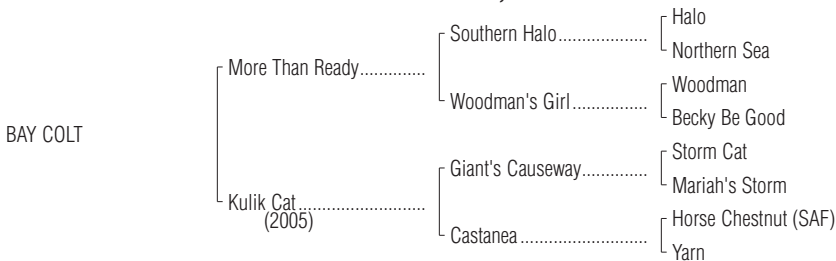 Halo
Southern Halo...................
Northern Sea
More Than Ready..............
Woodman
Woodman's Girl................
Becky Be Good
BAY COLT
Storm Cat
Giant's Causeway..............
Mariah's Storm
Kulik Cat...........................
(2005)
Horse Chestnut (SAF)
Castanea...........................
Yarn